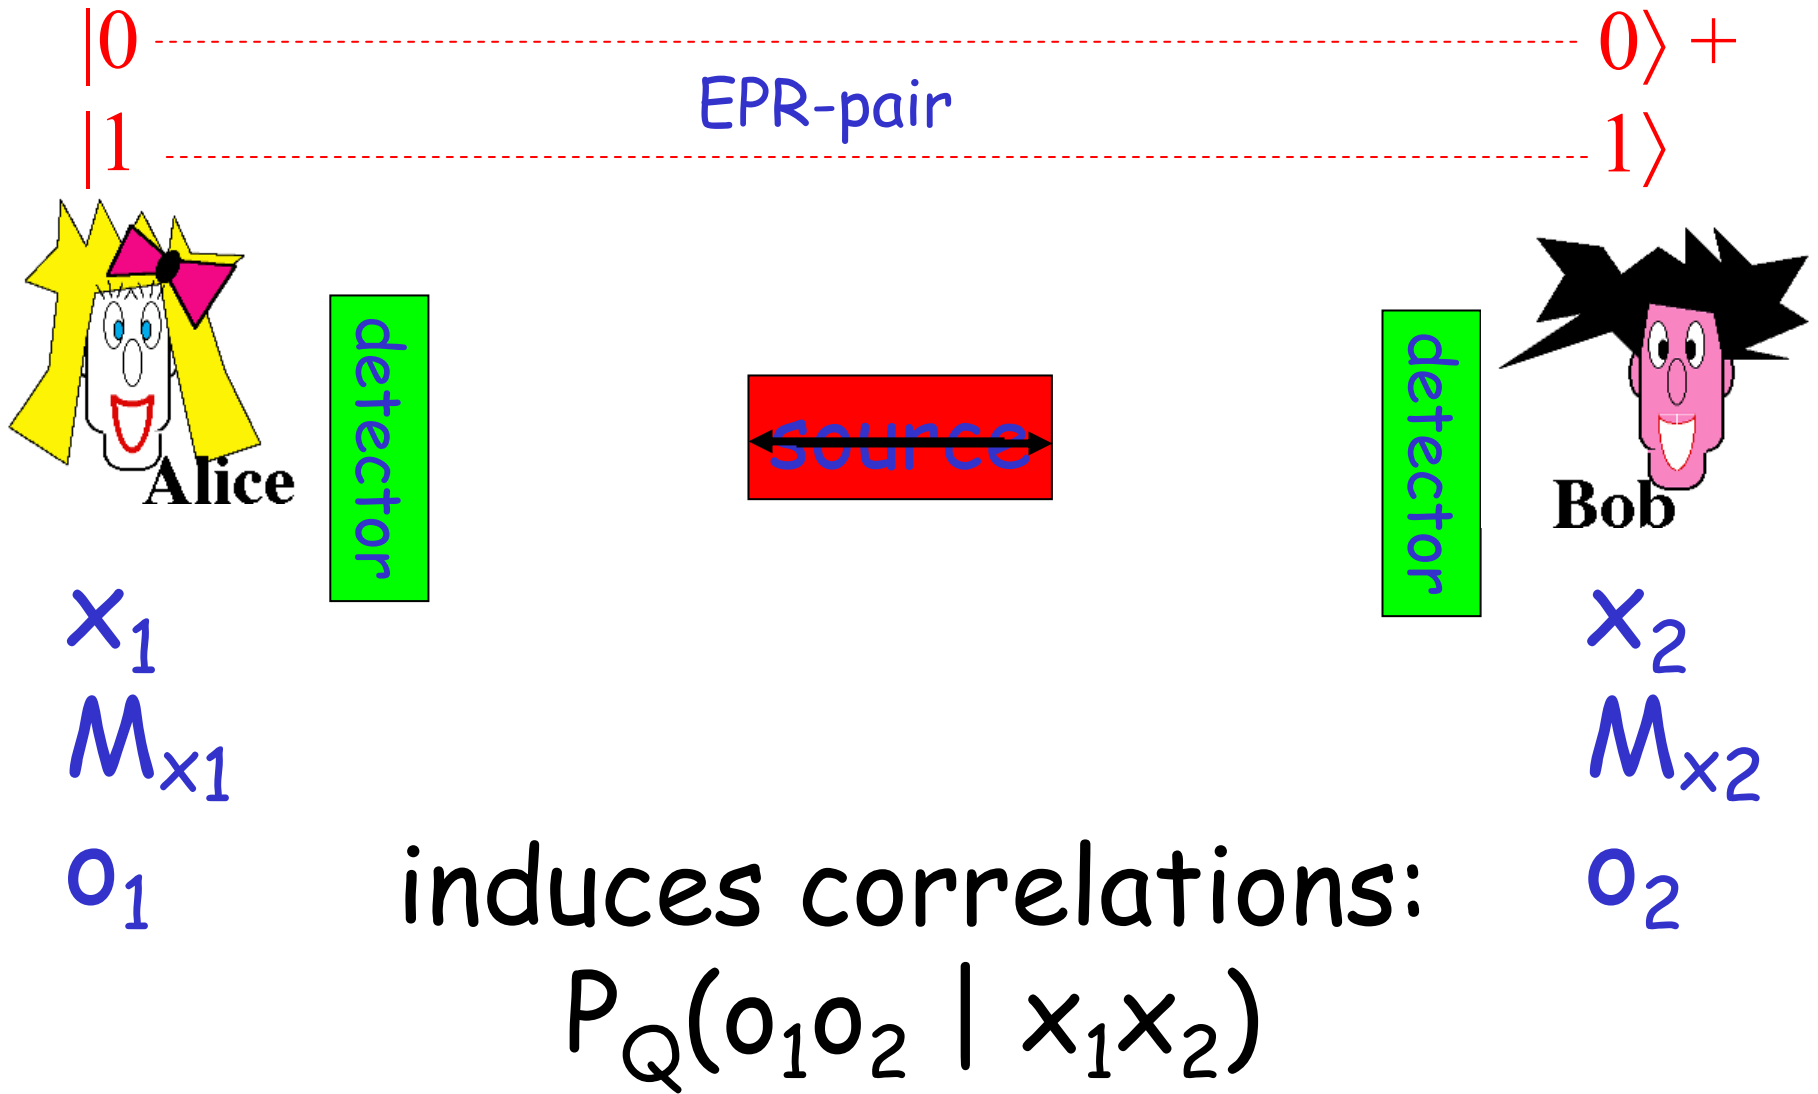 |0 0⟩ +
EPR-pair
|1 1⟩
detector
source
detector
Alice
Bob
x₁ x₂
Mₓ₁ Mₓ₂
o₁ o₂
induces correlations:
P_Q(o₁o₂ | x₁x₂)